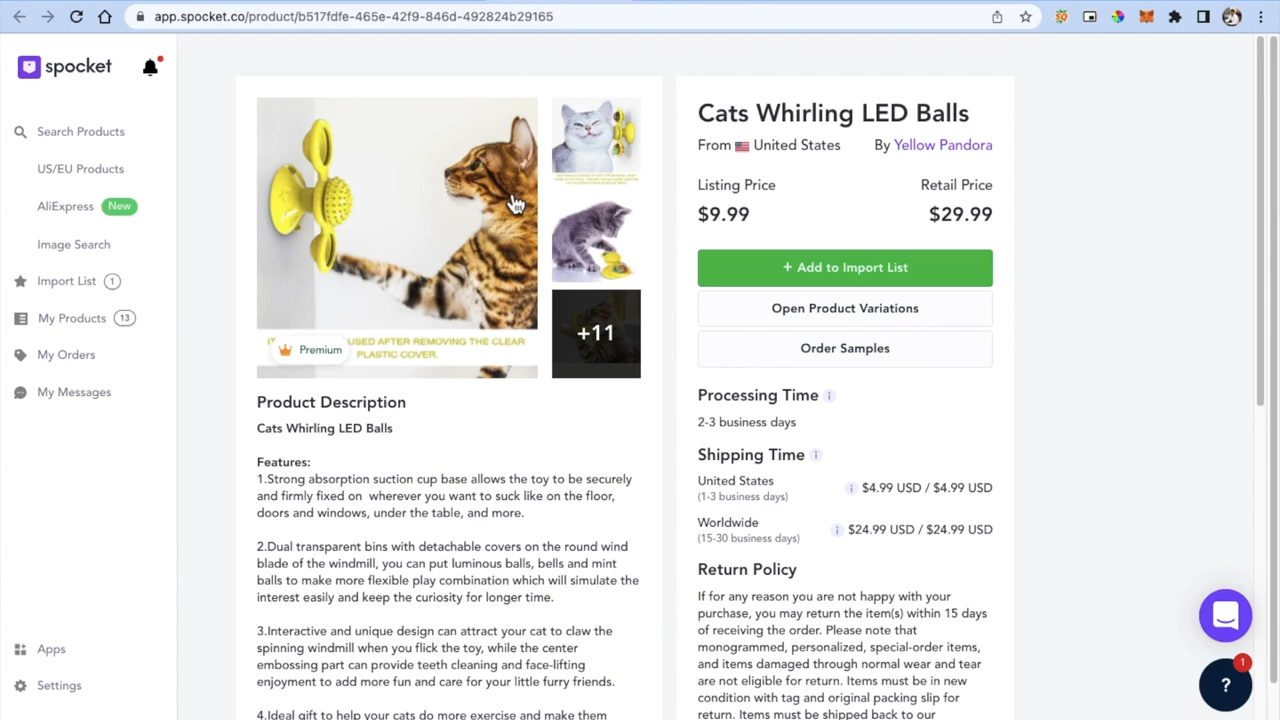 app.spocket.co/product/b517fdfe-465e-42f9-846d-492824b29165
spocket
Search Products
US/EU Products
AliExpress New
Image Search
Import List 1
My Products 13
My Orders
My Messages
Apps
Settings
USED AFTER REMOVING THE CLEAR
PLASTIC COVER.
Premium
+11
Product Description
Cats Whirling LED Balls
Features:
1.Strong absorption suction cup base allows the toy to be securely
and firmly fixed on wherever you want to suck like on the floor,
doors and windows, under the table, and more.
2.Dual transparent bins with detachable covers on the round wind
blade of the windmill, you can put luminous balls, bells and mint
balls to make more flexible play combination which will simulate the
interest easily and keep the curiosity for longer time.
3.Interactive and unique design can attract your cat to claw the
spinning windmill when you flick the toy, while the center
embossing part can provide teeth cleaning and face-lifting
enjoyment to add more fun and care for your little furry friends.
4.Ideal gift to help your cats do more exercise and make them
Cats Whirling LED Balls
From United States By Yellow Pandora
Listing Price Retail Price
$9.99 $29.99
+ Add to Import List
Open Product Variations
Order Samples
Processing Time i
2-3 business days
Shipping Time i
United States
(1-3 business days) i $4.99 USD / $4.99 USD
Worldwide
(15-30 business days) i $24.99 USD / $24.99 USD
Return Policy
If for any reason you are not happy with your
purchase, you may return the item(s) within 15 days
of receiving the order. Please note that
monogrammed, personalized, special-order items,
and items damaged through normal wear and tear
are not eligible for return. Items must be in new
condition with tag and original packing slip for
return. Items must be shipped back to our
1
?